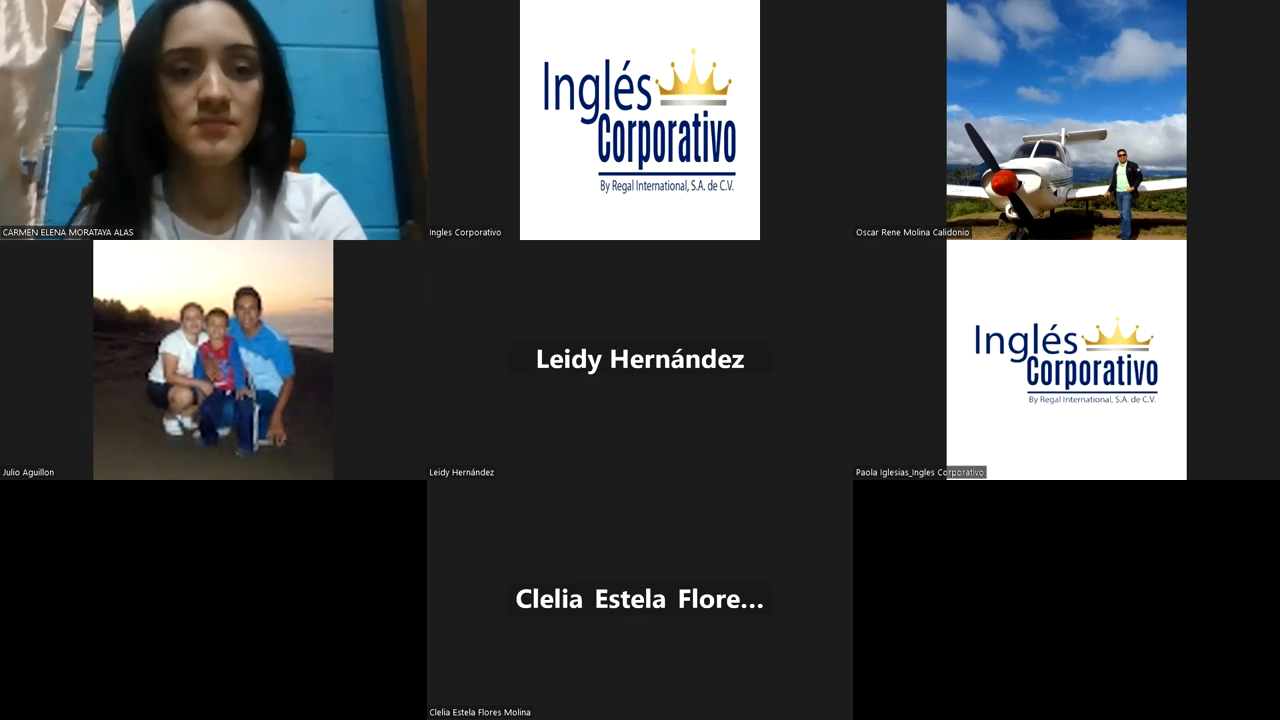 CARMEN ELENA MORATAYA ALAS
Inglés
Corporativo
By Regal International, S.A. de C.V.
Ingles Corporativo
Oscar Rene Molina Calidonio
Julio Aguillon
Leidy Hernández
Leidy Hernández
Inglés
Corporativo
By Regal International, S.A. de C.V.
Paola Iglesias_Ingles Corporativo
Clelia Estela Flore...
Clelia Estela Flores Molina